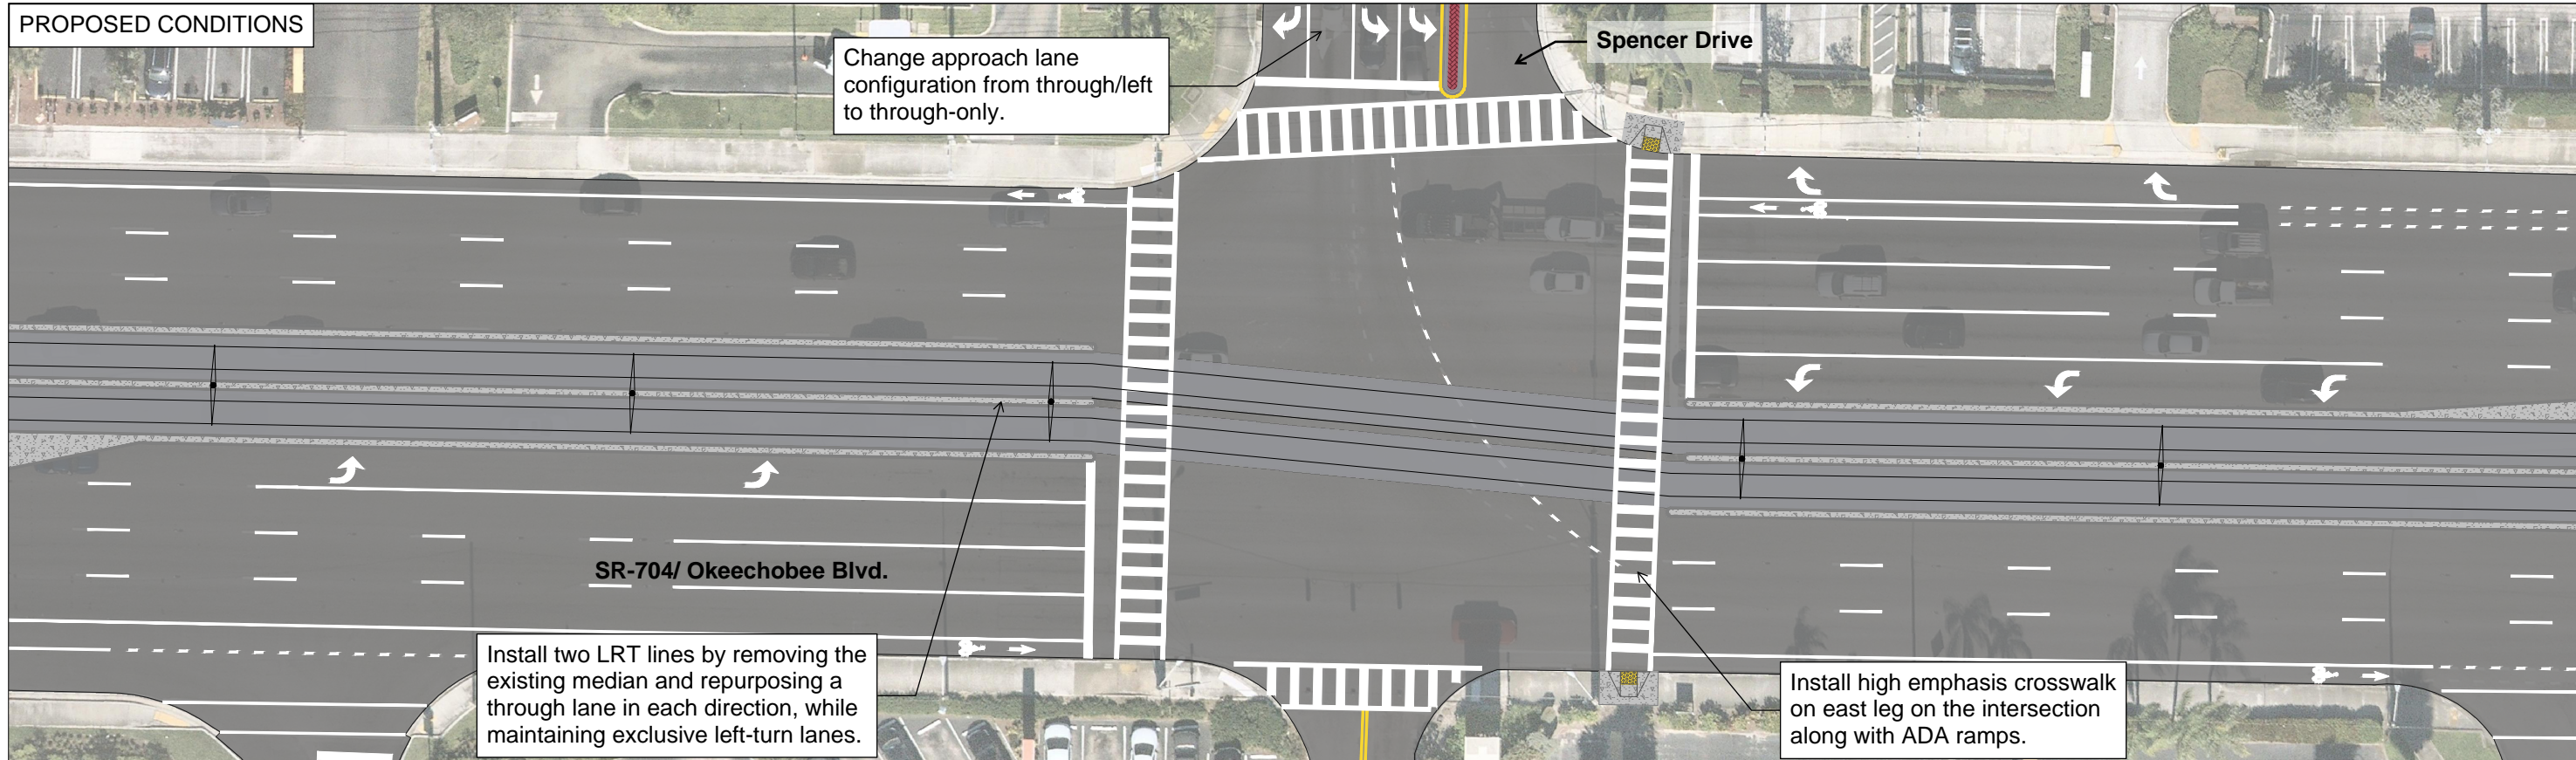 PROPOSED CONDITIONS
Change approach lane
configuration from through/left
to through-only.
Spencer Drive
SR-704/ Okeechobee Blvd.
Install two LRT lines by removing the
existing median and repurposing a
through lane in each direction, while
maintaining exclusive left-turn lanes.
Install high emphasis crosswalk
on east leg on the intersection
along with ADA ramps.